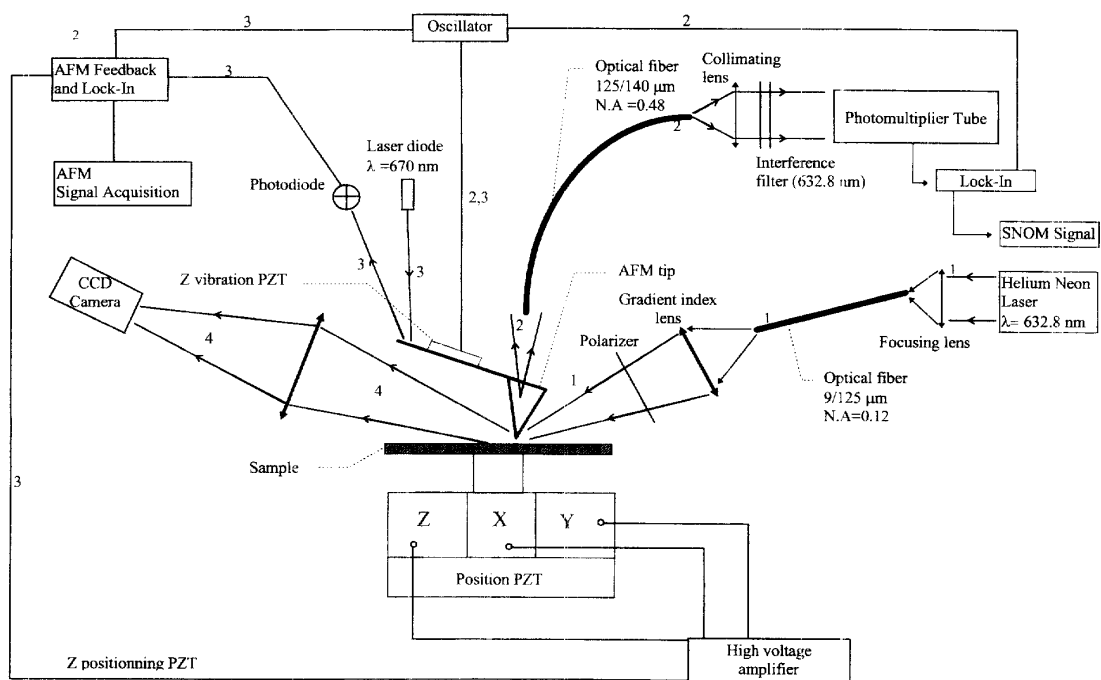 3
Oscillator
2
2
AFM Feedback
and Lock-In
3
Optical fiber
125/140 μm
N.A =0.48
Collimating
lens
2
Photomultiplier Tube
Interference
filter (632.8 nm)
Lock-In
SNOM Signal
AFM
Signal Acquisition
Photodiode
Laser diode
λ =670 nm
2,3
3
3
Z vibration PZT
AFM tip
CCD
Camera
4
4
2
Gradient index
lens
Polarizer
1
1
1
Helium Neon
Laser
λ= 632.8 nm
Focusing lens
Optical fiber
9/125 μm
N.A=0.12
Sample
3
Z
X
Y
Position PZT
High voltage
amplifier
Z positionning PZT